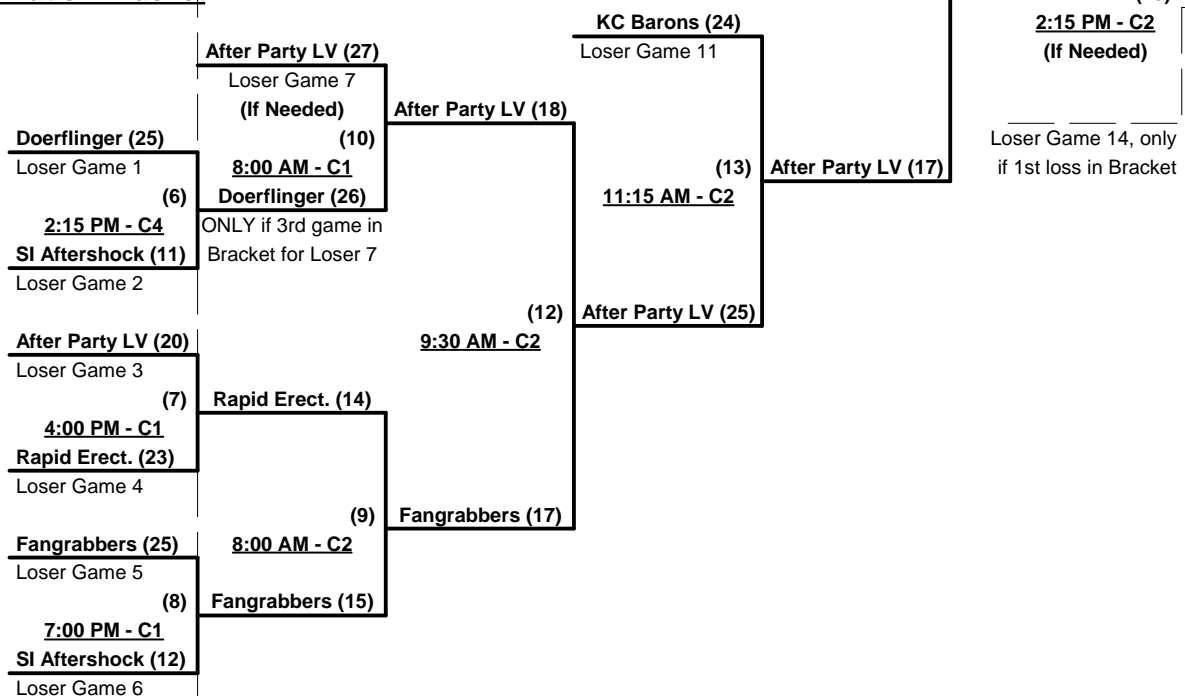 KC Barons (24)
Loser Game 11
2:15 PM - C2
(If Needed)
After Party LV (27)
Loser Game 7
(If Needed)
After Party LV (18)
Doerflinger (25)
(10)
Loser Game 1
8:00 AM - C1
(6)
Doerflinger (26)
2:15 PM - C4
ONLY if 3rd game in
SI Aftershock (11)
Bracket for Loser 7
Loser Game 2
(13)
After Party LV (17)
11:15 AM - C2
Loser Game 14, only
if 1st loss in Bracket
(12)
After Party LV (25)
9:30 AM - C2
After Party LV (20)
Loser Game 3
(7)
Rapid Erect. (14)
4:00 PM - C1
Rapid Erect. (23)
Loser Game 4
(9)
Fangrabbers (17)
8:00 AM - C2
Fangrabbers (25)
Loser Game 5
(8)
Fangrabbers (15)
7:00 PM - C1
SI Aftershock (12)
Loser Game 6